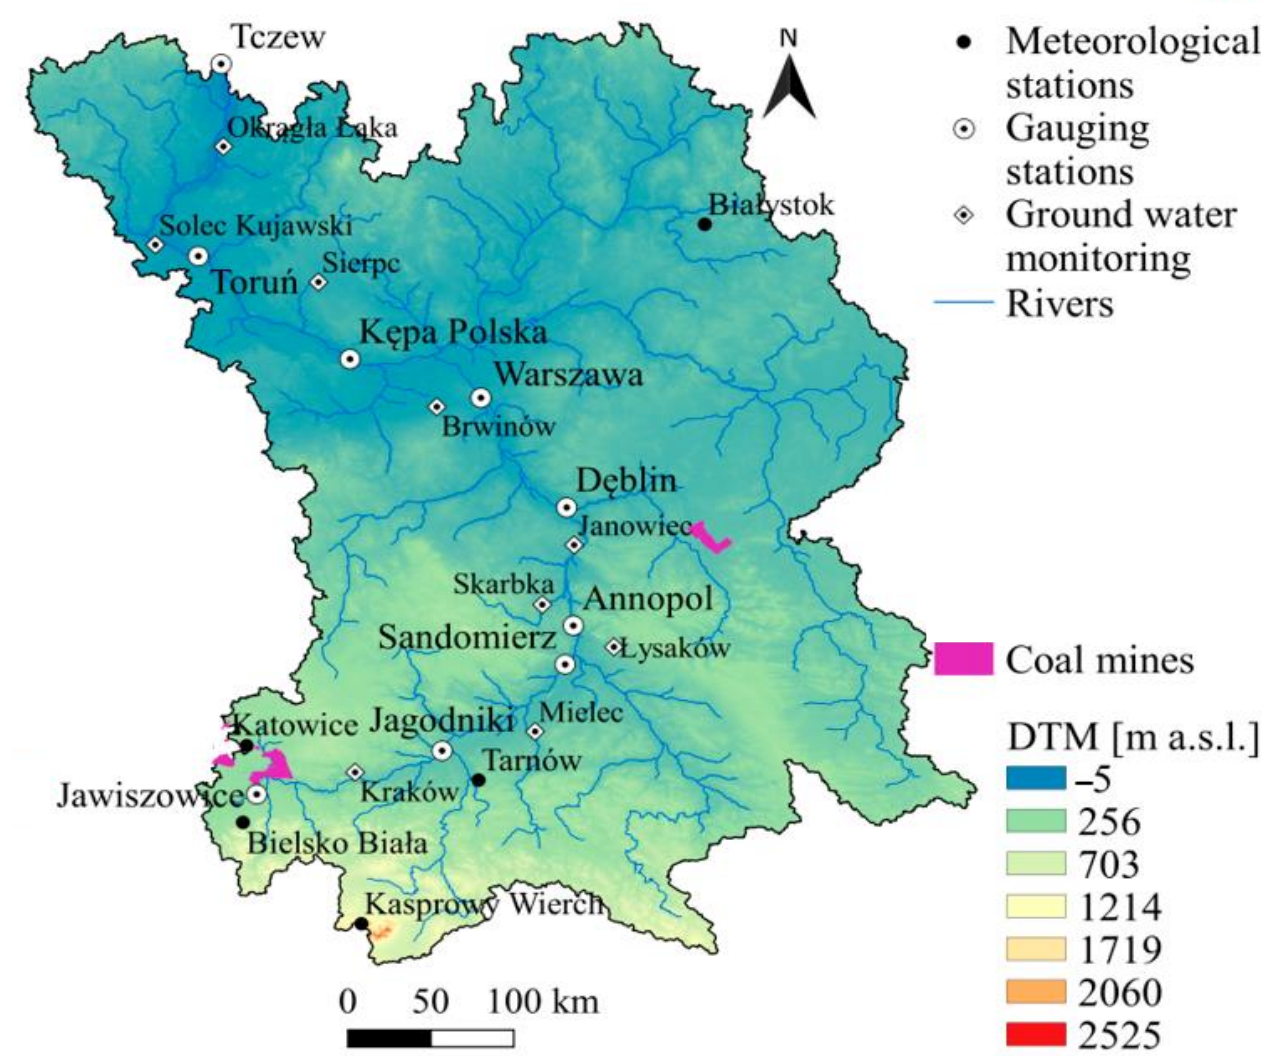 Tczew
N
Meteorological
stations
Okrągła Łąka
Gauging
stations
Białystok
Ground water
monitoring
Solec Kujawski
Sierpc
Toruń
Rivers
Kępa Polska
Warszawa
Brwinów
Dęblin
Janowiec
Skarbka
Annopol
Sandomierz
Łysaków
Coal mines
Katowice
Jagodniki
Mielec
DTM [m a.s.l.]
Tarnów
–5
Jawiszowice
Kraków
256
Bielsko Biała
703
Kasprowy Wierch
1214
1719
0 50 100 km
2060
2525